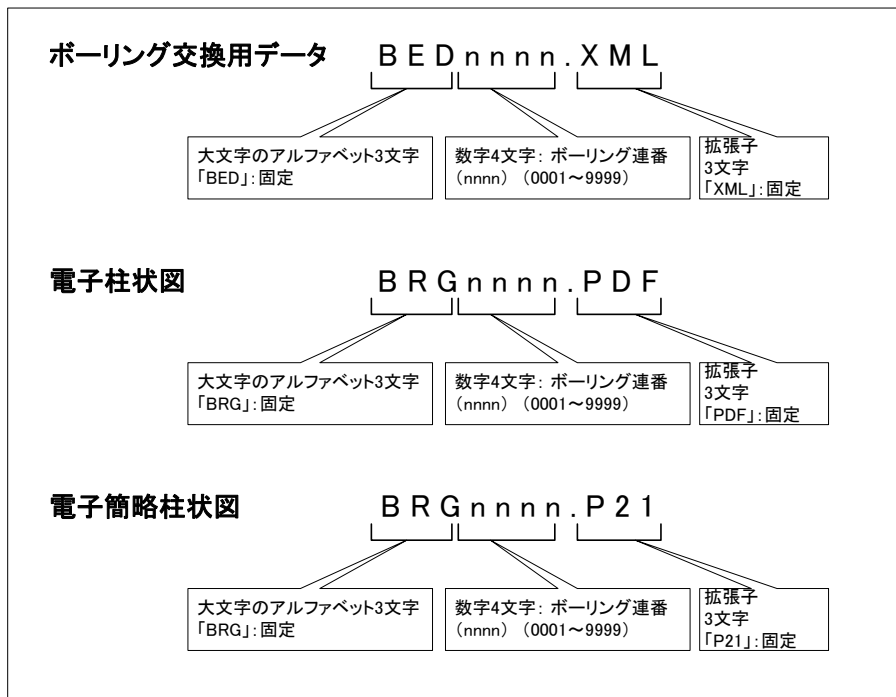 ボーリング交換用データ BEDnnnn.XML
大文字のアルファベット3文字
「BED」:固定
数字4文字: ボーリング連番
(nnnn) (0001~9999)
拡張子
3文字
「XML」:固定
電子柱状図 BRGnnnn.PDF
大文字のアルファベット3文字
「BRG」:固定
数字4文字: ボーリング連番
(nnnn) (0001~9999)
拡張子
3文字
「PDF」:固定
電子簡略柱状図 BRGnnnn.P21
大文字のアルファベット3文字
「BRG」:固定
数字4文字: ボーリング連番
(nnnn) (0001~9999)
拡張子
3文字
「P21」:固定